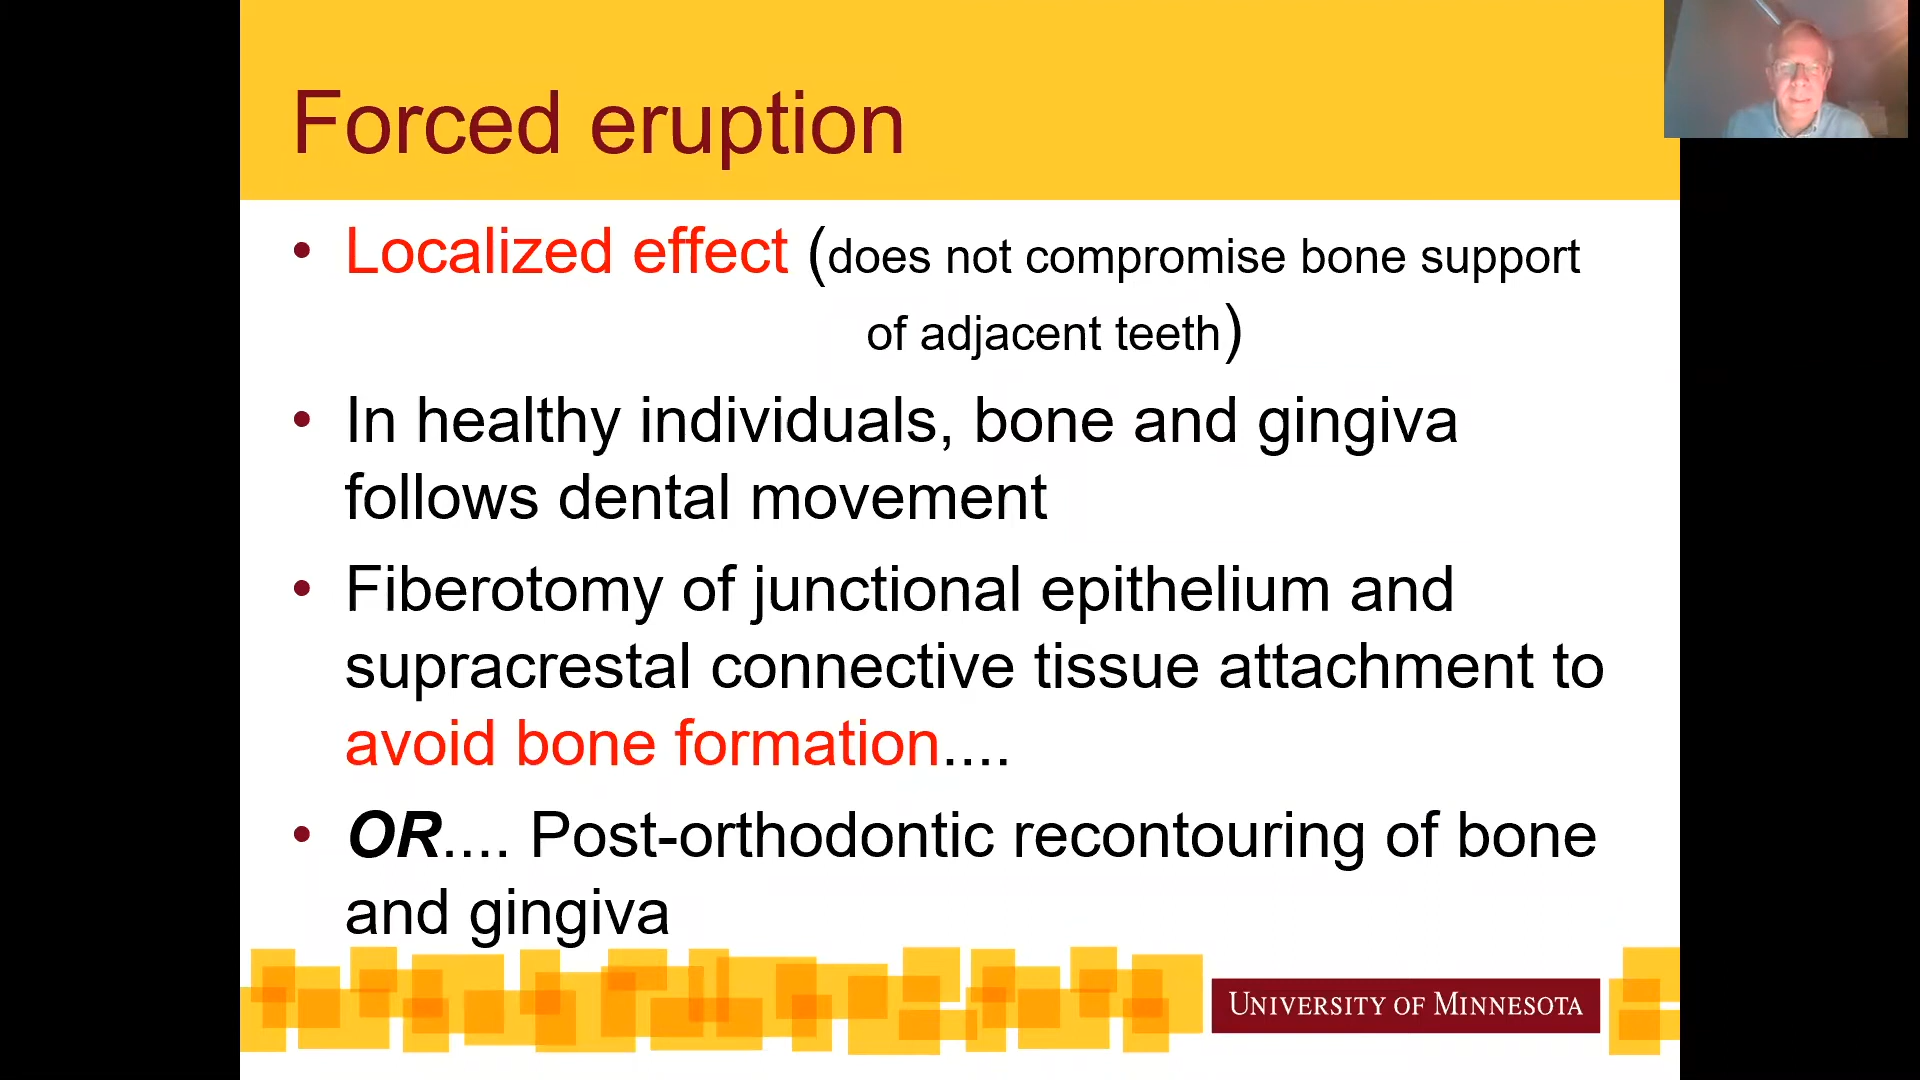 Forced eruption
• Localized effect (does not compromise bone support
of adjacent teeth)
• In healthy individuals, bone and gingiva
follows dental movement
• Fiberotomy of junctional epithelium and
supracrestal connective tissue attachment to
avoid bone formation....
• OR.... Post-orthodontic recontouring of bone
and gingiva
UNIVERSITY OF MINNESOTA